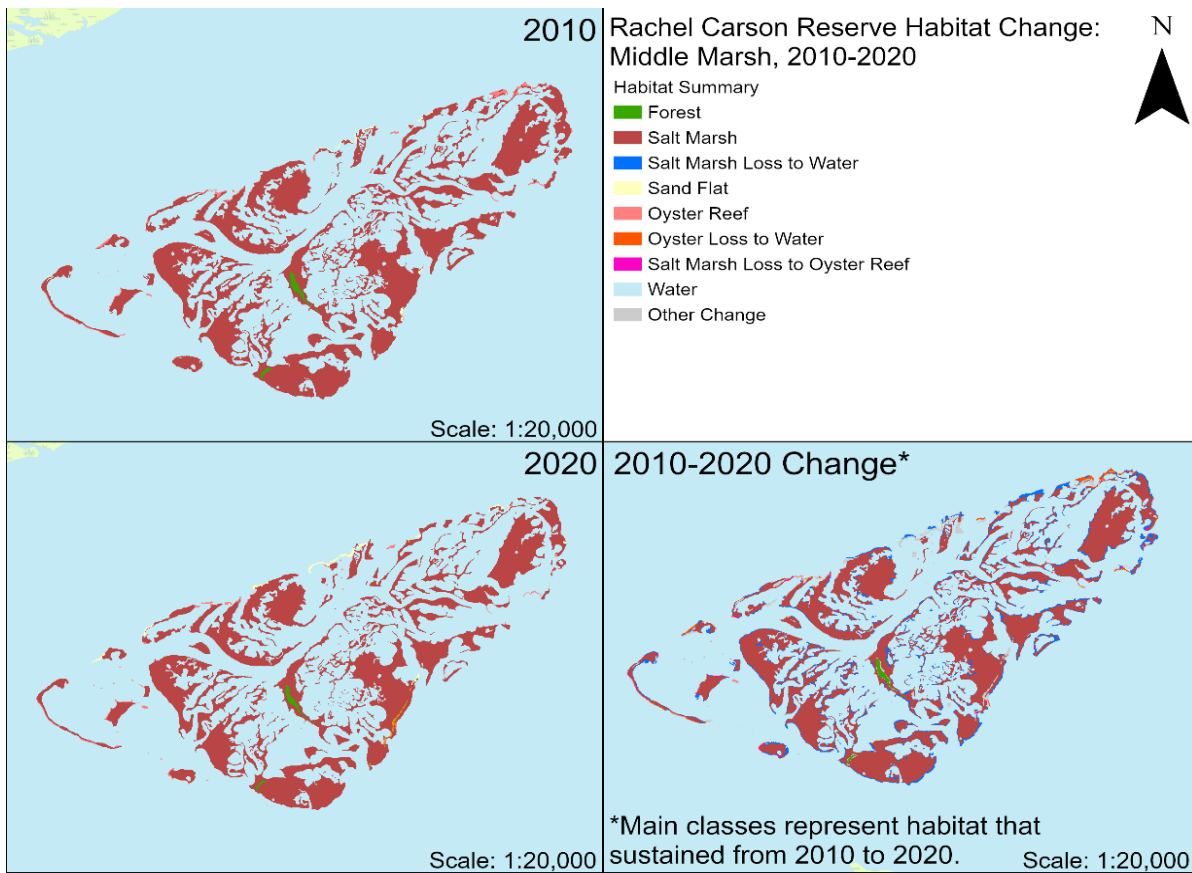 2010
Scale: 1:20,000
Rachel Carson Reserve Habitat Change:
Middle Marsh, 2010-2020
N
Habitat Summary
Forest
Salt Marsh
Salt Marsh Loss to Water
Sand Flat
Oyster Reef
Oyster Loss to Water
Salt Marsh Loss to Oyster Reef
Water
Other Change
2020
Scale: 1:20,000
2010-2020 Change*
*Main classes represent habitat that
sustained from 2010 to 2020.
Scale: 1:20,000